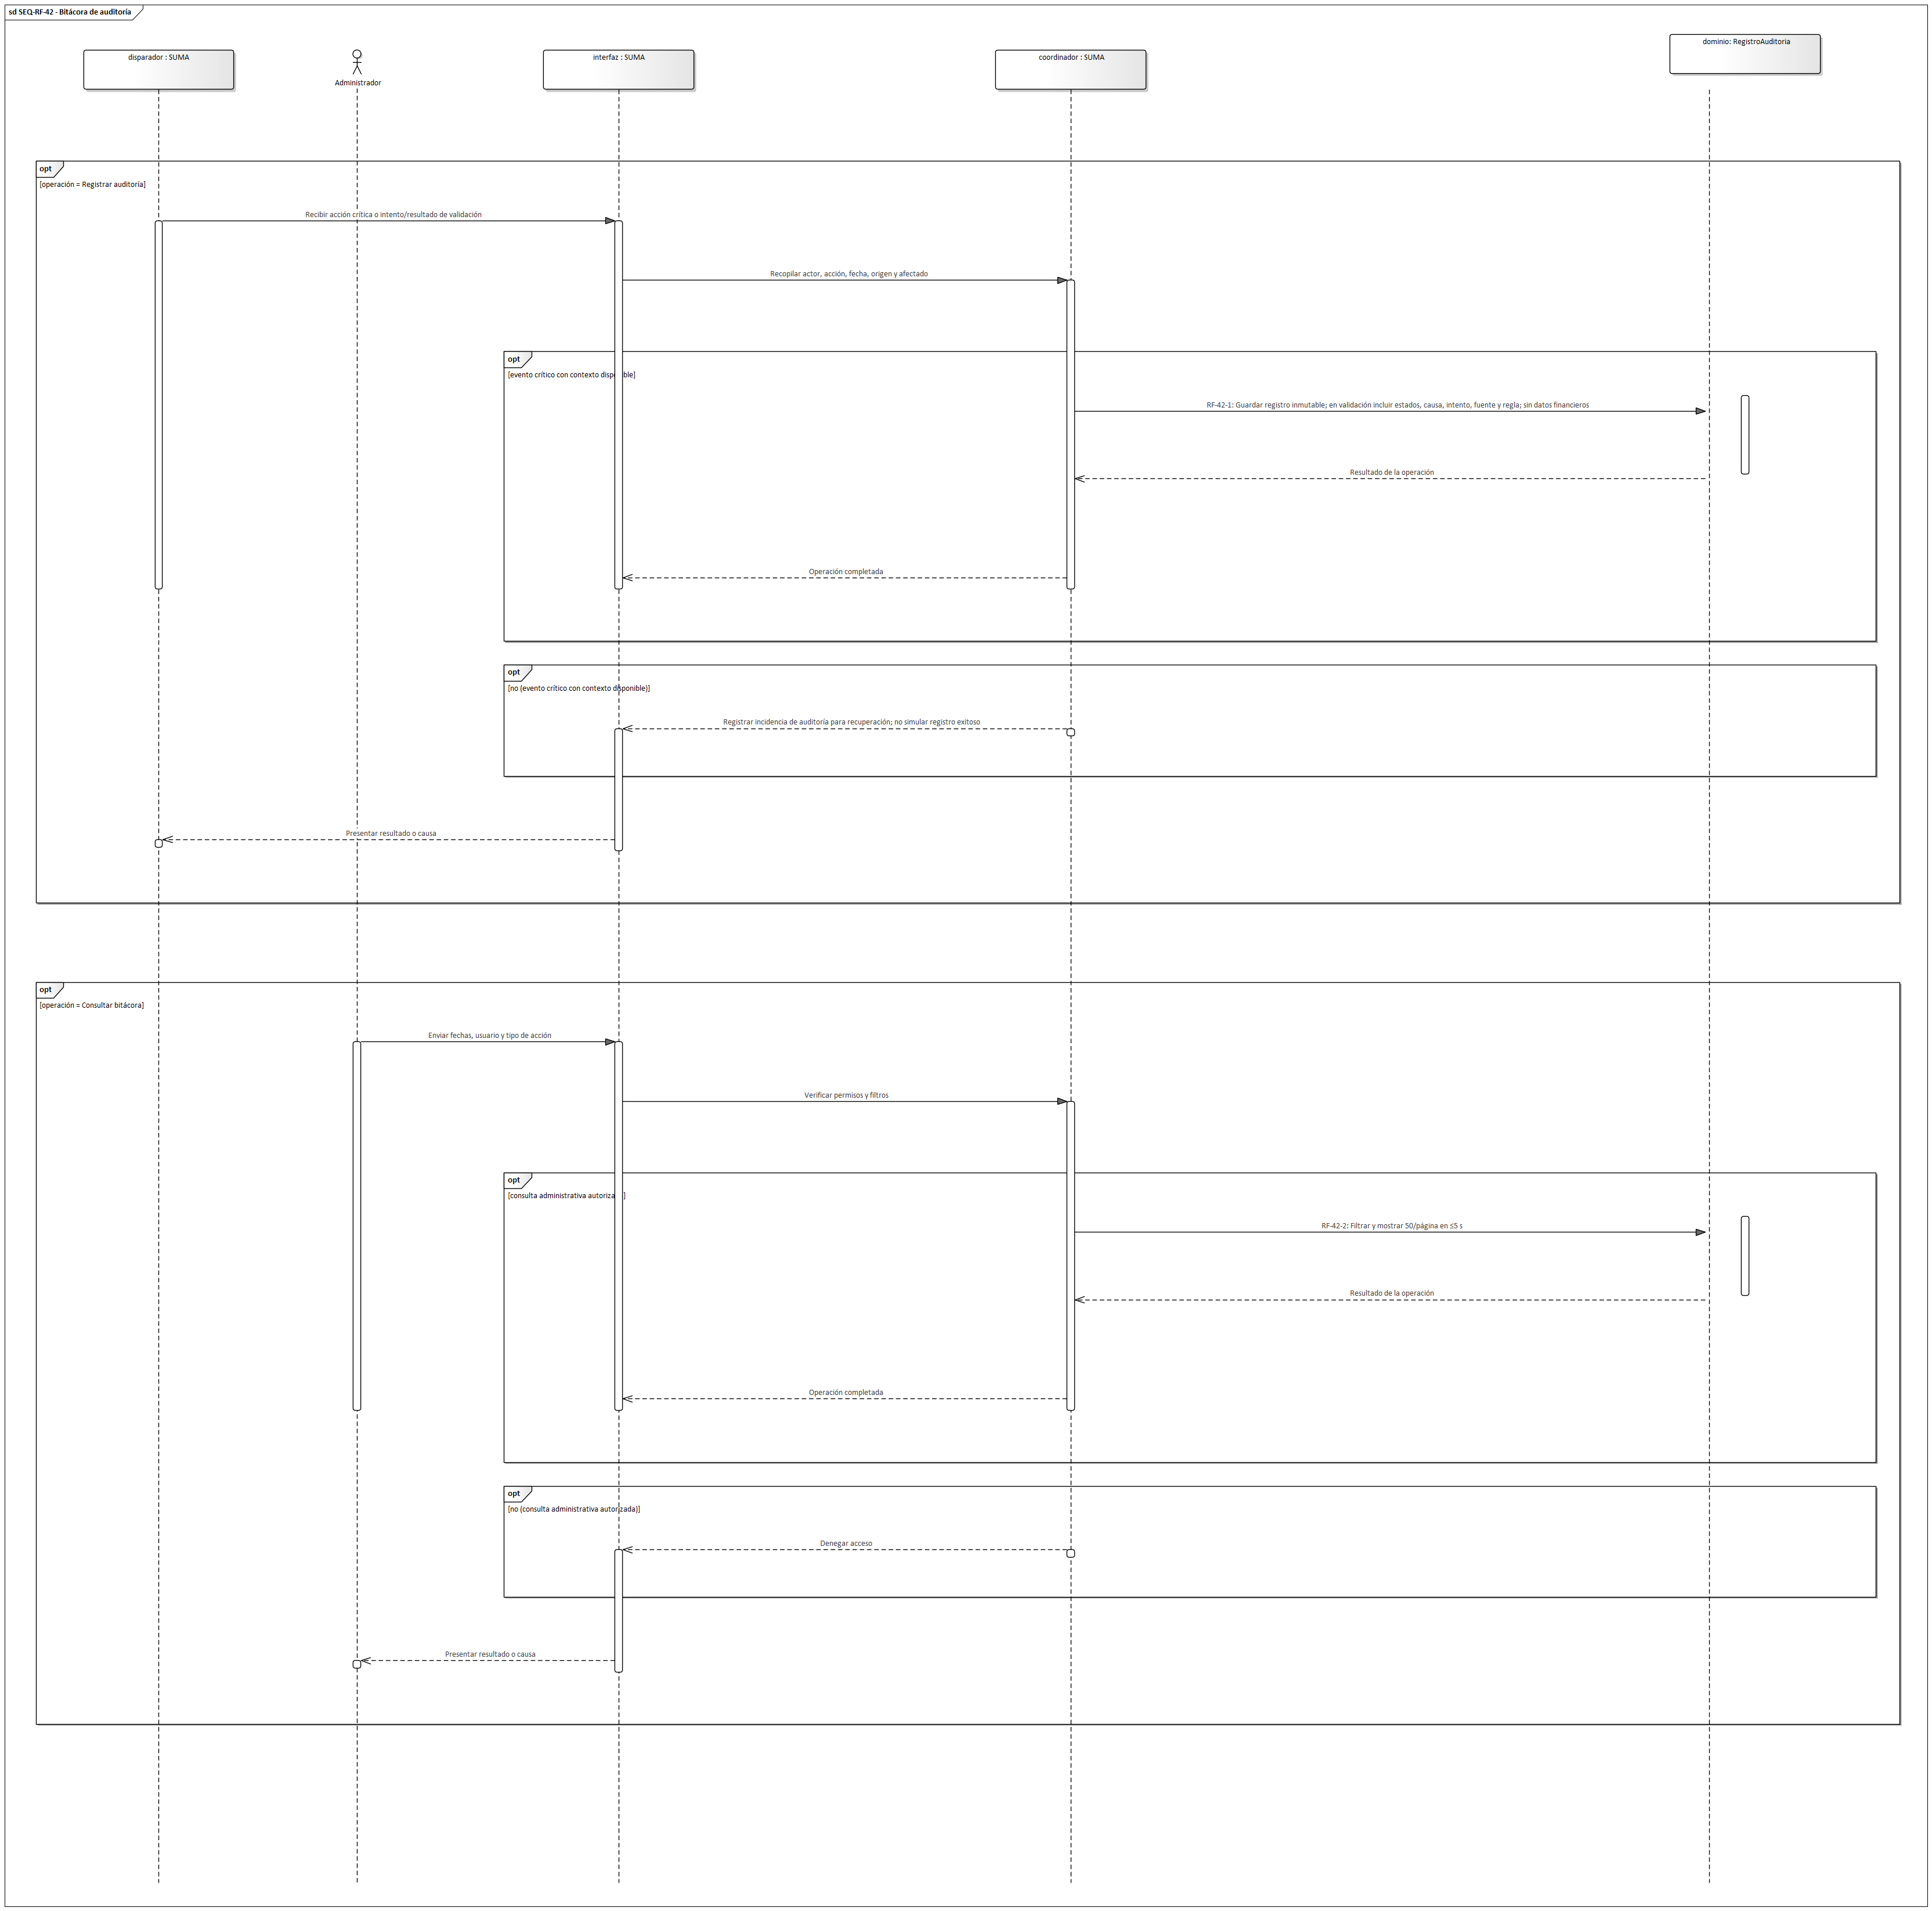 sd SEQ-RF-42 - Bitácora de auditoría
disparador : SUMA
Administrador
interfaz : SUMA
coordinador : SUMA
dominio: RegistroAuditoria
opt
[operación = Registrar auditoría]
Recibir acción crítica o intento/resultado de validación
Recopilar actor, acción, fecha, origen y afectado
opt
[evento crítico con contexto disponible]
RF-42-1: Guardar registro inmutable; en validación incluir estados, causa, intento, fuente y regla; sin datos financieros
Resultado de la operación
Operación completada
opt
[no (evento crítico con contexto disponible)]
Registrar incidencia de auditoría para recuperación; no simular registro exitoso
Presentar resultado o causa
opt
[operación = Consultar bitácora]
Enviar fechas, usuario y tipo de acción
Verificar permisos y filtros
opt
[consulta administrativa autorizada]
RF-42-2: Filtrar y mostrar 50/página en ≤5 s
Resultado de la operación
Operación completada
opt
[no (consulta administrativa autorizada)]
Denegar acceso
Presentar resultado o causa